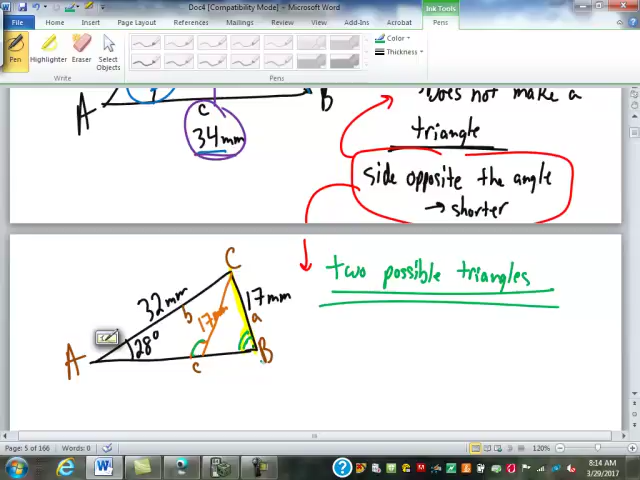 Doc4 [Compatibility Mode] - Microsoft Word
Ink Tools
File
Home
Insert
Page Layout
References
Mailings
Review
View
Add-Ins
Acrobat
Pens
Pen
Highlighter
Eraser
Select
Objects
Color
Thickness
Write
Pens
Does not make a
triangle
A
c
B
34mm
side opposite the angle
→ shorter
two possible triangles
C
32mm
b
17mm
17mm
a
28°
A
c
B
Page: 5 of 166
Words: 0
120%
8:14 AM
3/29/2017